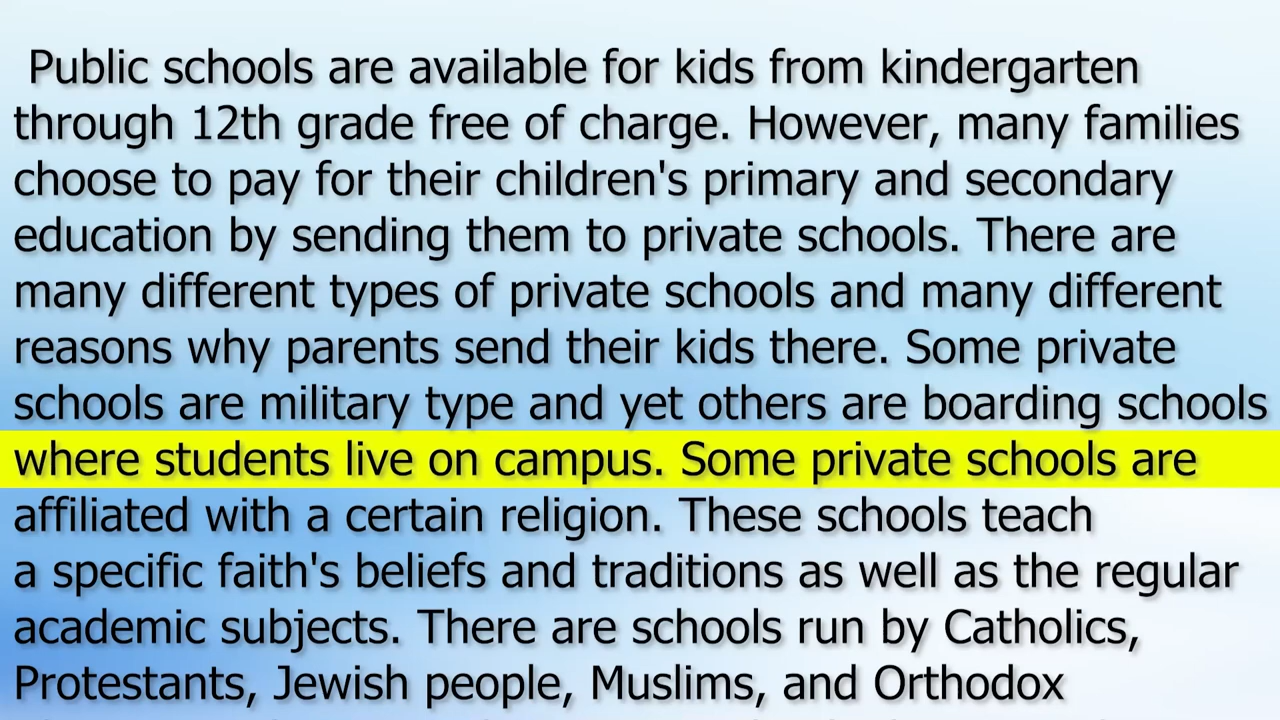 Public schools are available for kids from kindergarten
through 12th grade free of charge. However, many families
choose to pay for their children's primary and secondary
education by sending them to private schools. There are
many different types of private schools and many different
reasons why parents send their kids there. Some private
schools are military type and yet others are boarding schools
where students live on campus. Some private schools are
affiliated with a certain religion. These schools teach
a specific faith's beliefs and traditions as well as the regular
academic subjects. There are schools run by Catholics,
Protestants, Jewish people, Muslims, and Orthodox